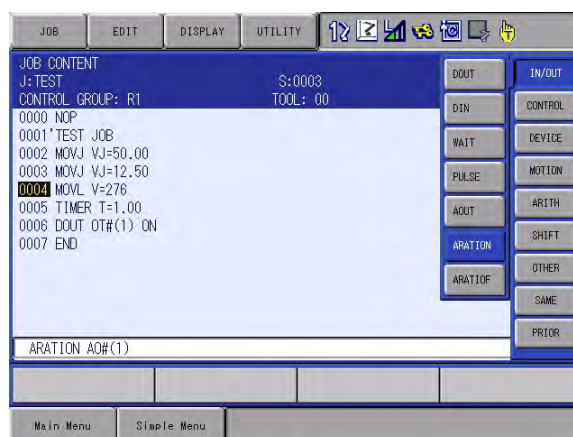 JOB EDIT DISPLAY UTILITY
JOB CONTENT
J:TEST S:0003
CONTROL GROUP: R1 TOOL: 00
0000 NOP
0001'TEST JOB
0002 MOVJ VJ=50.00
0003 MOVJ VJ=12.50
0004 MOVL V=276
0005 TIMER T=1.00
0006 DOUT OT#(1) ON
0007 END
DOUT
DIN
WAIT
PULSE
AOUT
ARATION
ARATIOF
IN/OUT
CONTROL
DEVICE
MOTION
ARITH
SHIFT
OTHER
SAME
PRIOR
ARATION AO#(1)
Main Menu Simple Menu